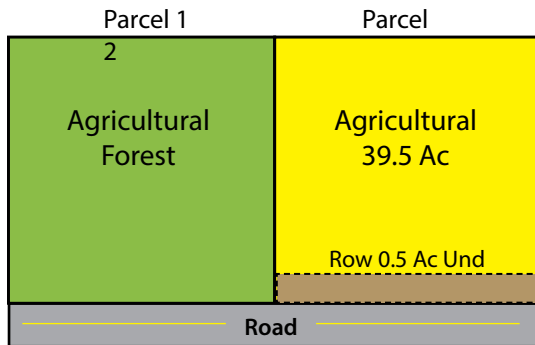 Parcel 1 Parcel
2
Agricultural
Forest
Agricultural
39.5 Ac
Row 0.5 Ac Und
Road